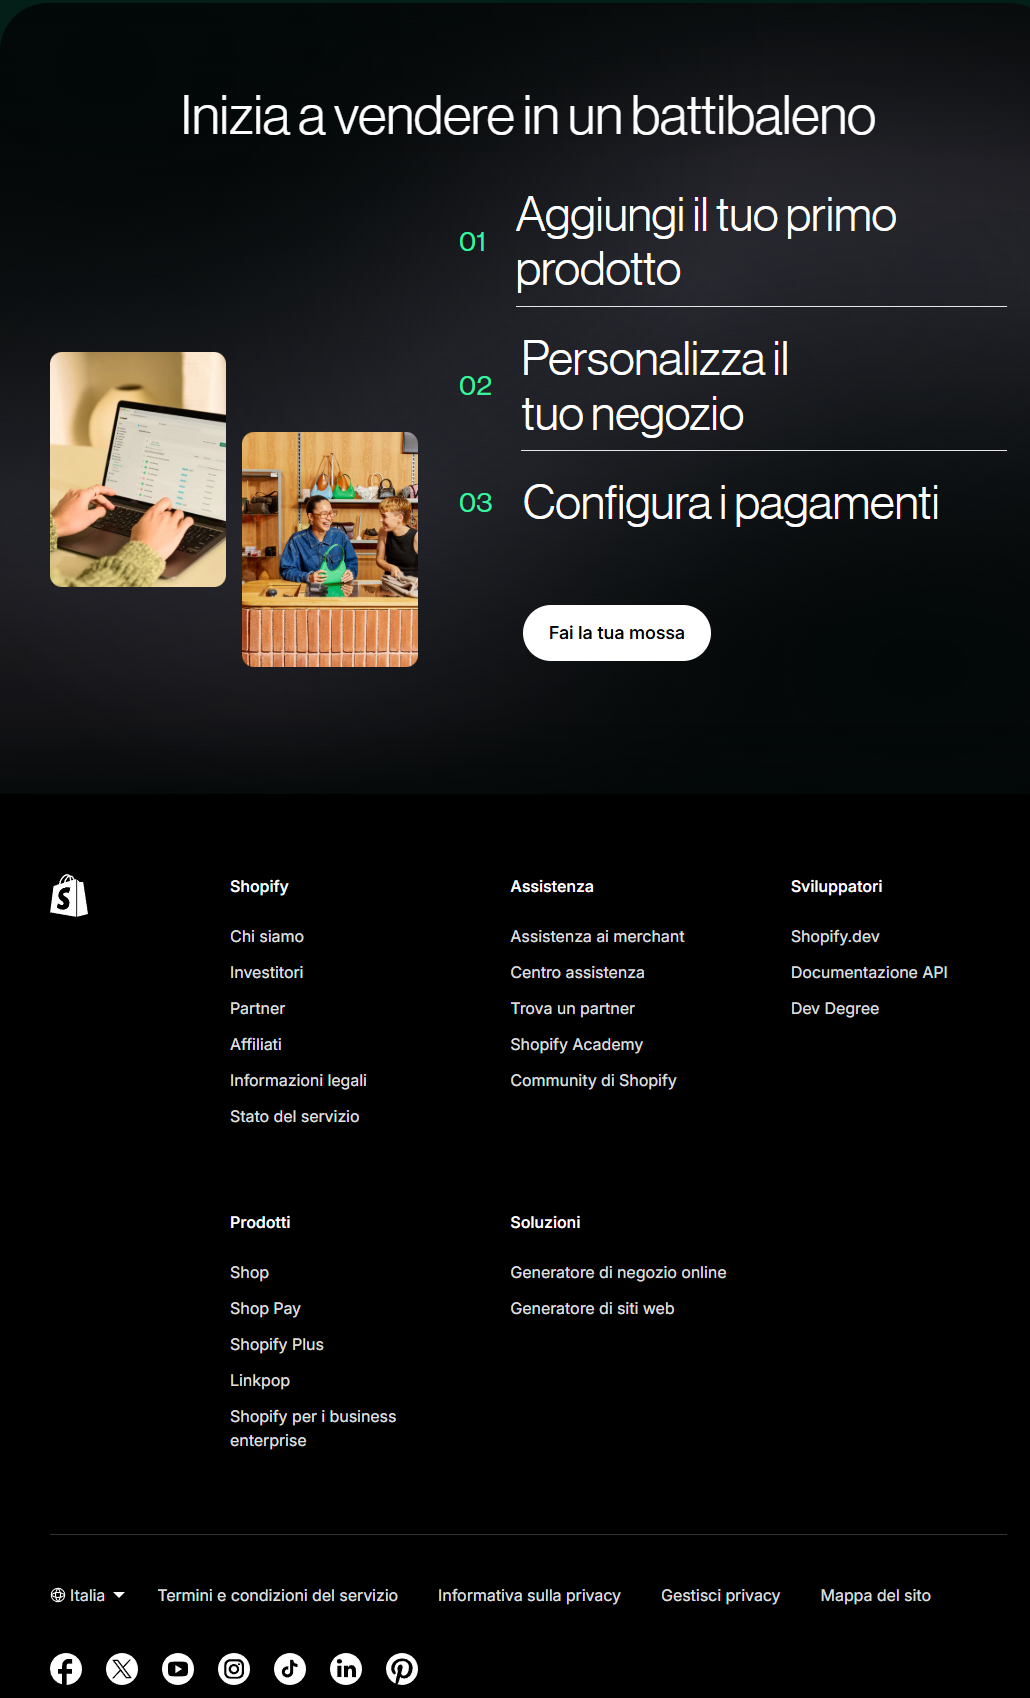 Inizia a vendere in un battibaleno
01
Aggiungi il tuo primo
prodotto
02
Personalizza il
tuo negozio
03
Configura i pagamenti
Fai la tua mossa
Shopify
Chi siamo
Investitori
Partner
Affiliati
Informazioni legali
Stato del servizio
Assistenza
Assistenza ai merchant
Centro assistenza
Trova un partner
Shopify Academy
Community di Shopify
Sviluppatori
Shopify.dev
Documentazione API
Dev Degree
Prodotti
Shop
Shop Pay
Shopify Plus
Linkpop
Shopify per i business
enterprise
Soluzioni
Generatore di negozio online
Generatore di siti web
Italia
Termini e condizioni del servizio
Informativa sulla privacy
Gestisci privacy
Mappa del sito